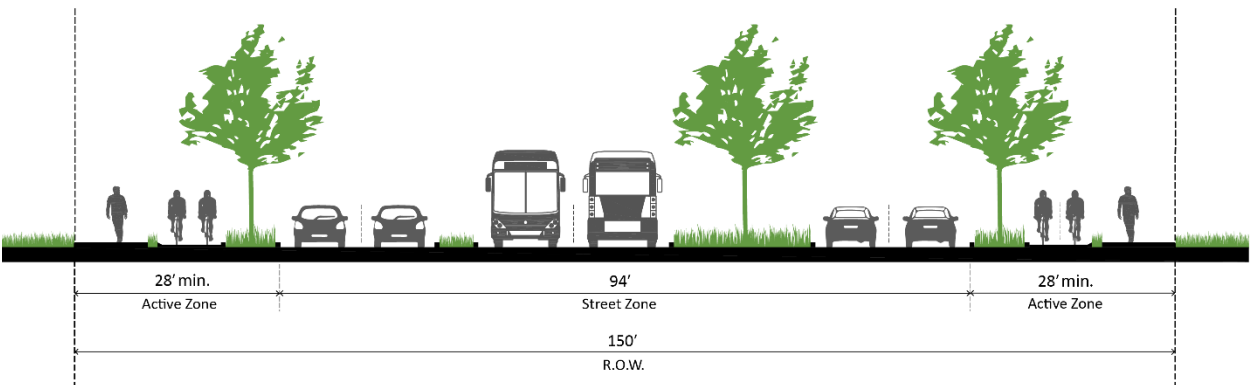 28' min.
Active Zone
94'
Street Zone
28' min.
Active Zone
150'
R.O.W.